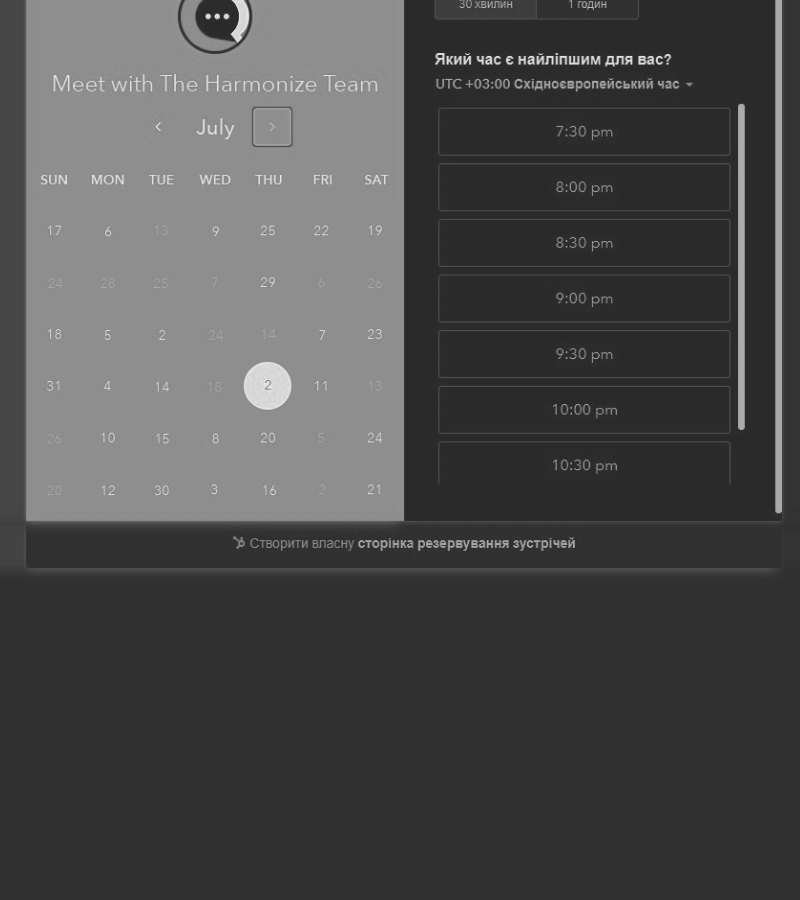 Meet with The Harmonize Team
July
SUN MON TUE WED THU FRI SAT
17 6 13 9 25 22 19
24 28 25 7 29 6 26
18 5 2 24 14 7 23
31 4 14 18 2 11 13
26 10 15 8 20 5 24
20 12 30 3 16 2 21
30 хвилин 1 годин
Який час є найліпшим для вас?
UTC +03:00 Східноєвропейський час
7:30 pm
8:00 pm
8:30 pm
9:00 pm
9:30 pm
10:00 pm
10:30 pm
Створити власну сторінка резервування зустрічей